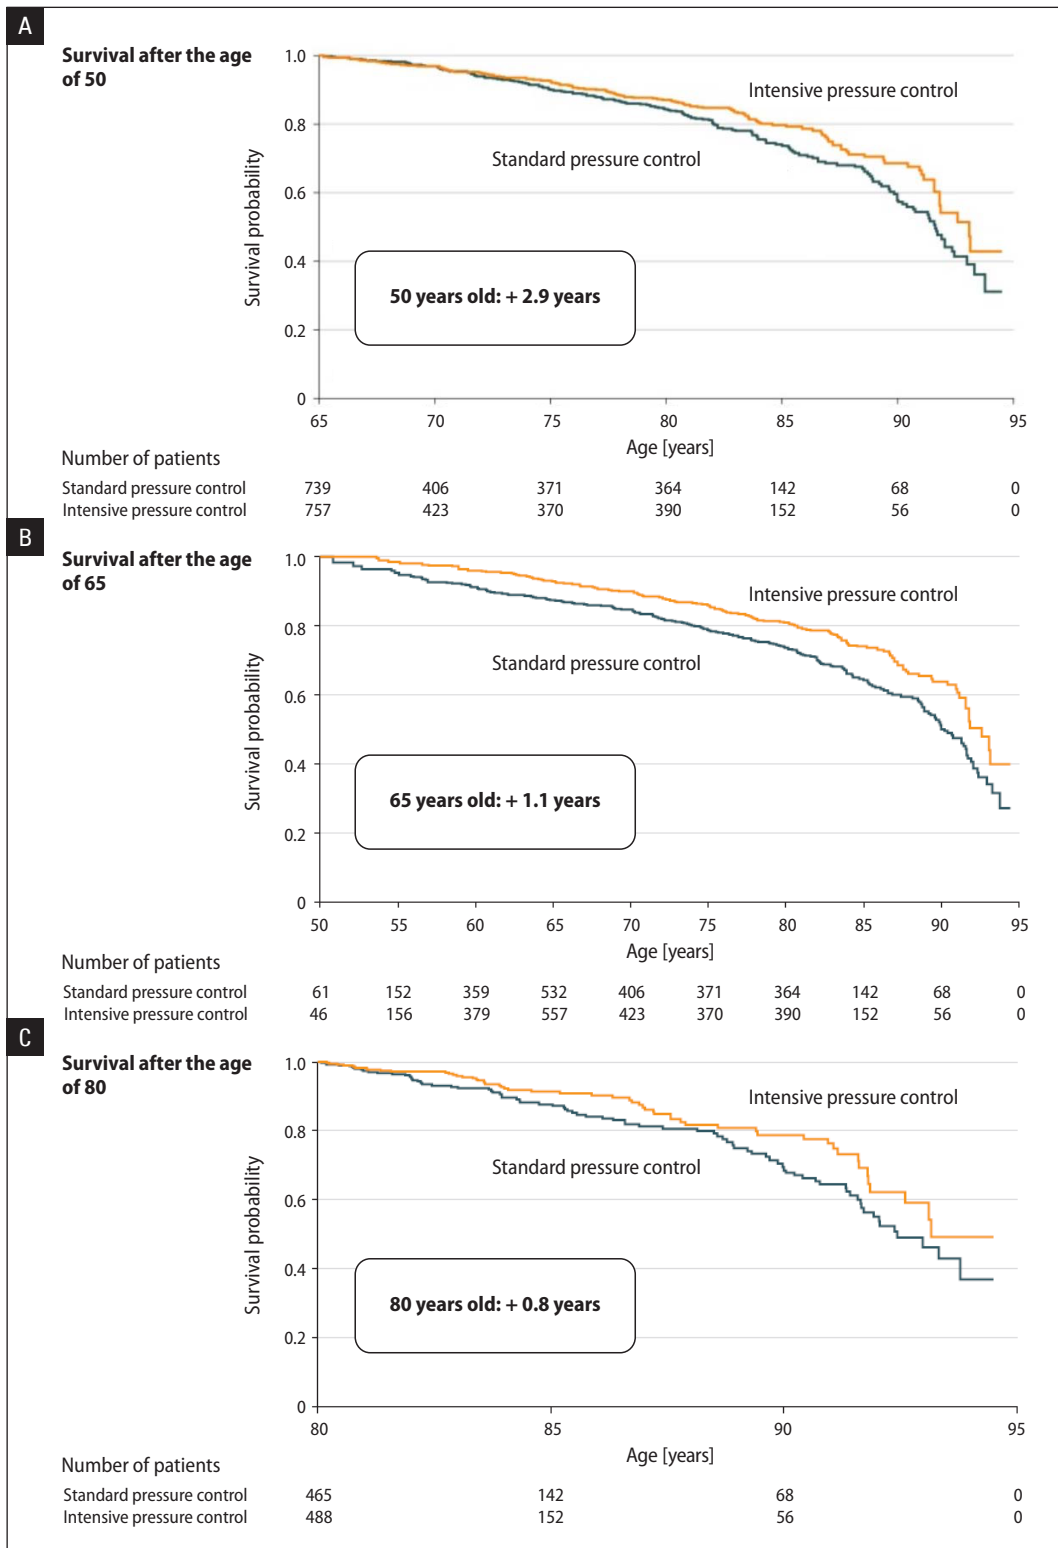 A
Survival after the age
of 50
1.0
0.8
0.6
0.4
0.2
0
Survival probability
Intensive pressure control
Standard pressure control
50 years old: + 2.9 years
65 70 75 80 85 90 95
Age [years]
Number of patients
Standard pressure control 739 406 371 364 142 68 0
Intensive pressure control 757 423 370 390 152 56 0
B
Survival after the age
of 65
1.0
0.8
0.6
0.4
0.2
0
Survival probability
Intensive pressure control
Standard pressure control
65 years old: + 1.1 years
50 55 60 65 70 75 80 85 90 95
Age [years]
Number of patients
Standard pressure control 61 152 359 532 406 371 364 142 68 0
Intensive pressure control 46 156 379 557 423 370 390 152 56 0
C
Survival after the age
of 80
1.0
0.8
0.6
0.4
0.2
0
Survival probability
Intensive pressure control
Standard pressure control
80 years old: + 0.8 years
80 85 90 95
Age [years]
Number of patients
Standard pressure control 465 142 68 0
Intensive pressure control 488 152 56 0